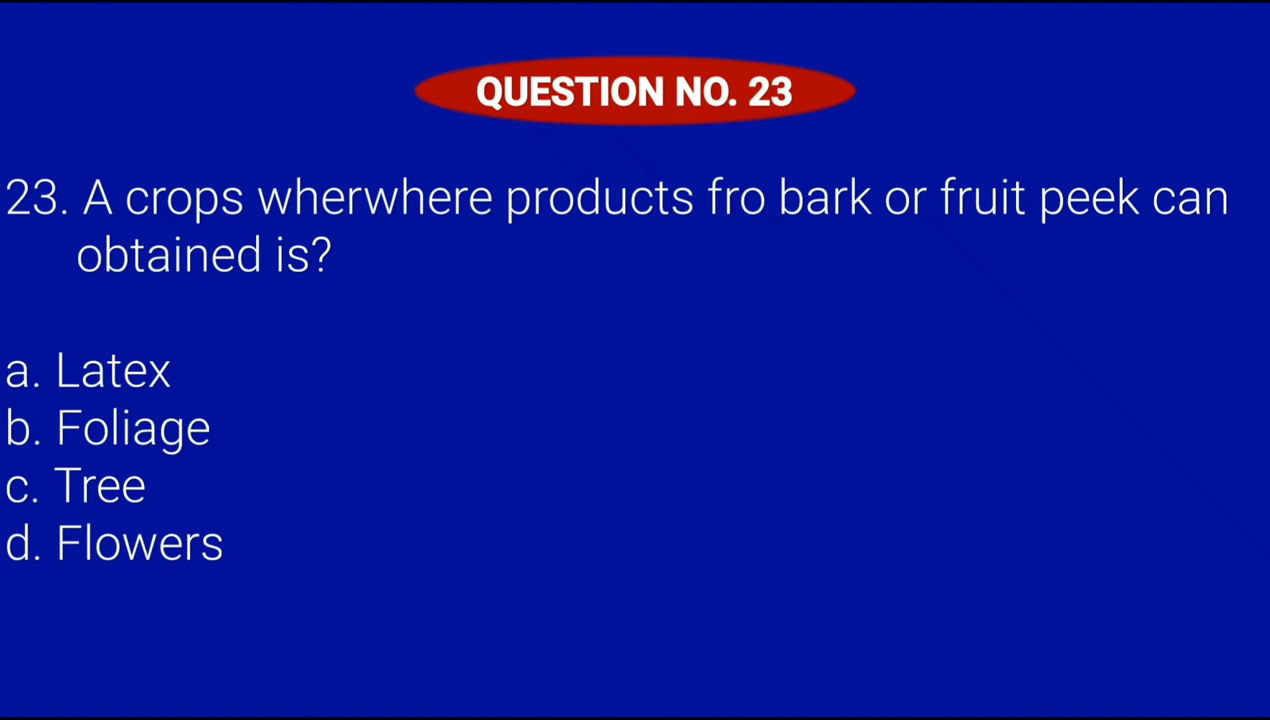 QUESTION NO. 23
23. A crops wherwhere products fro bark or fruit peek can
obtained is?
a. Latex
b. Foliage
c. Tree
d. Flowers